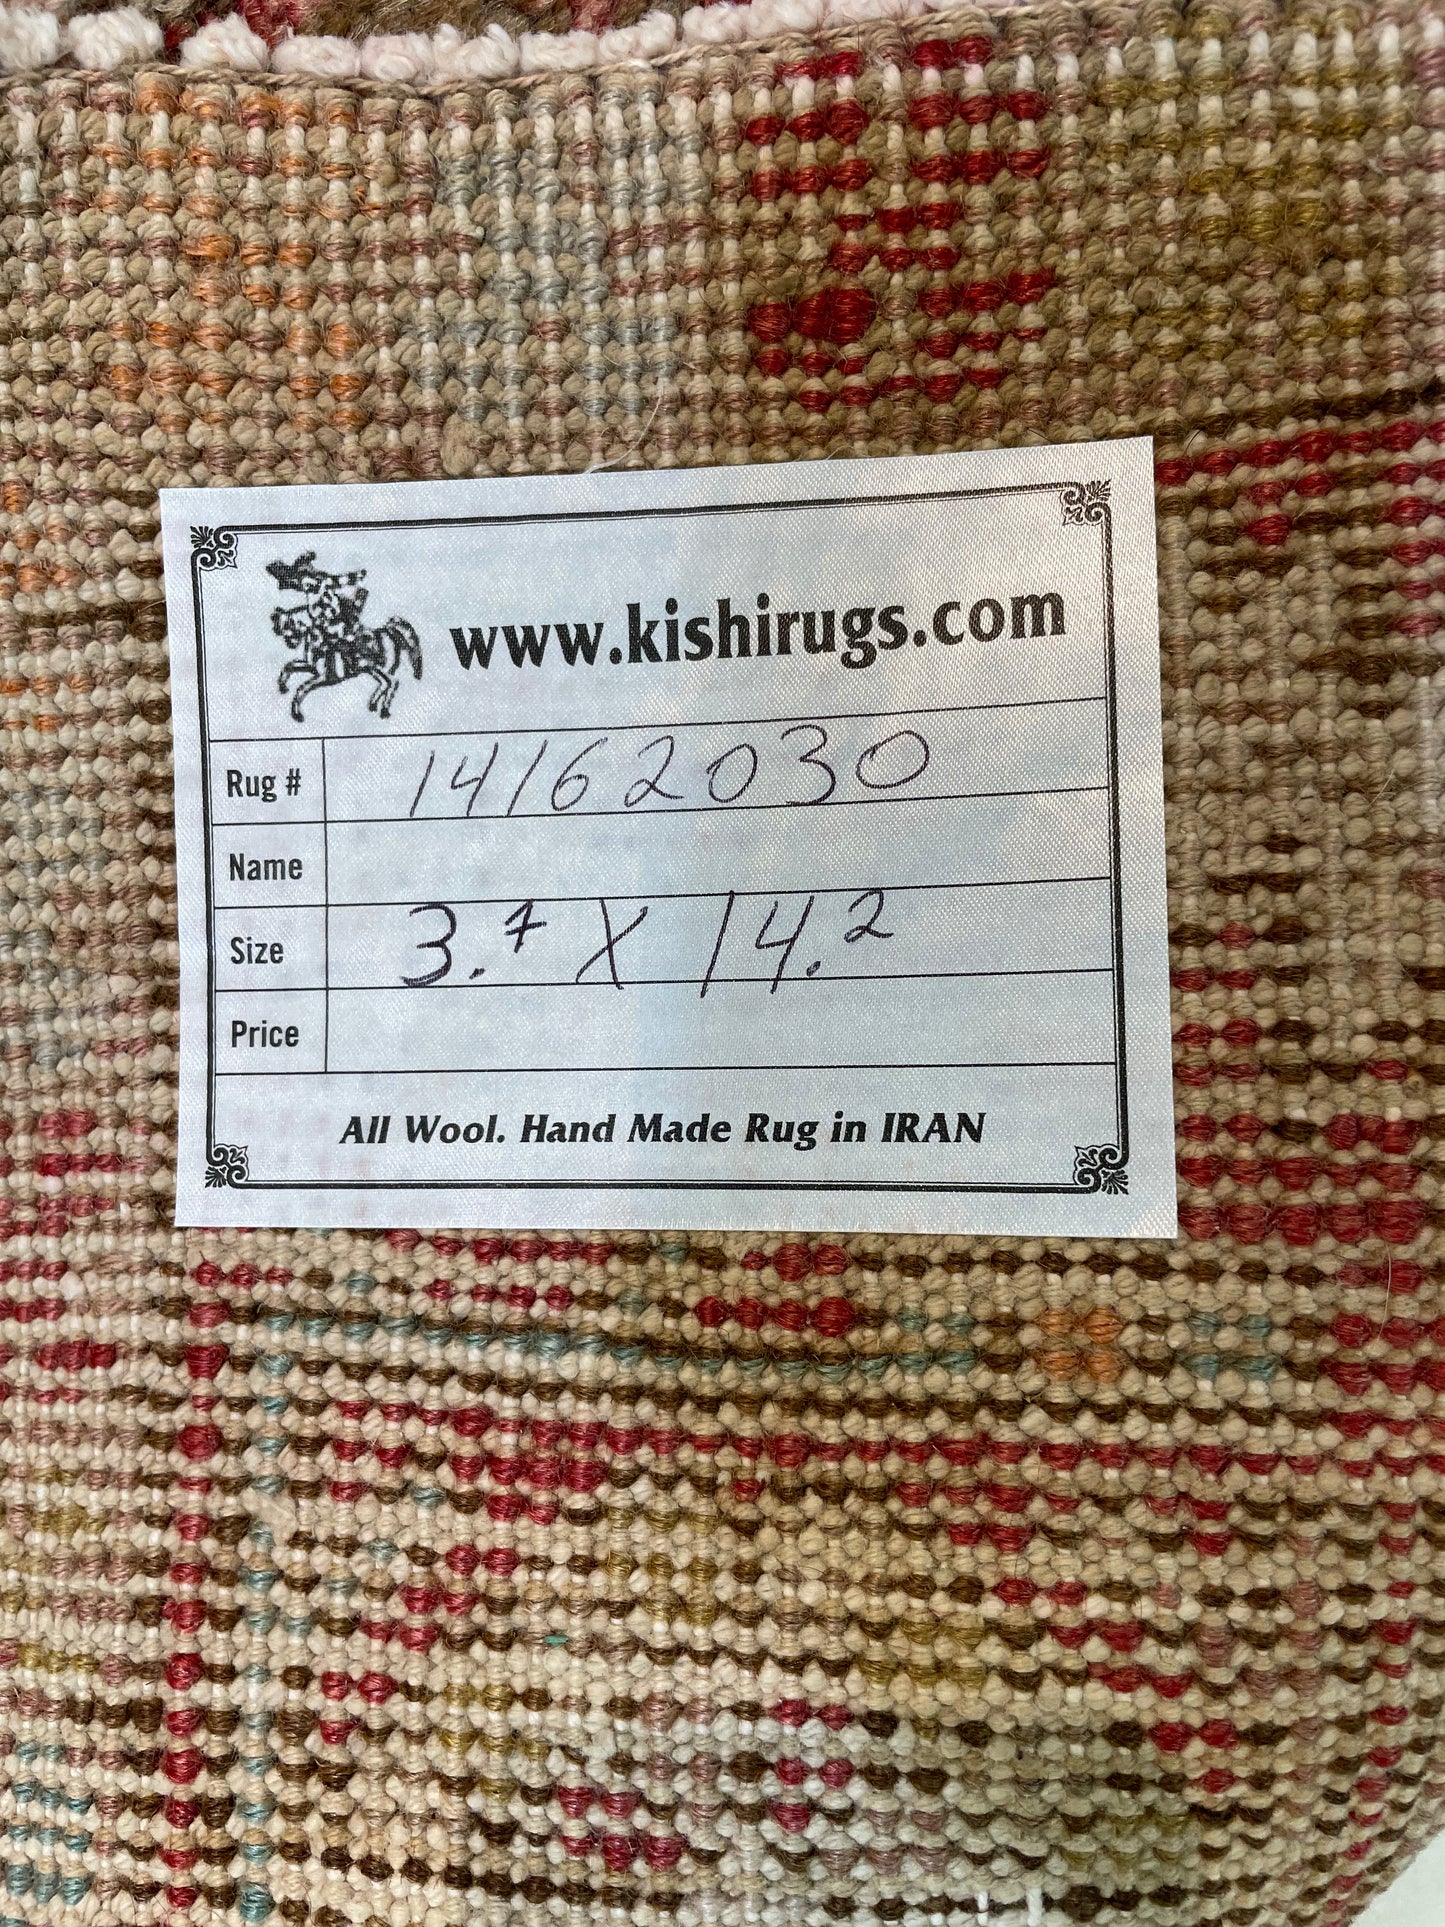 www.kishirugs.com
Rug # 14162030
Name
Size 3.7 X 14.2
Price
All Wool. Hand Made Rug in IRAN